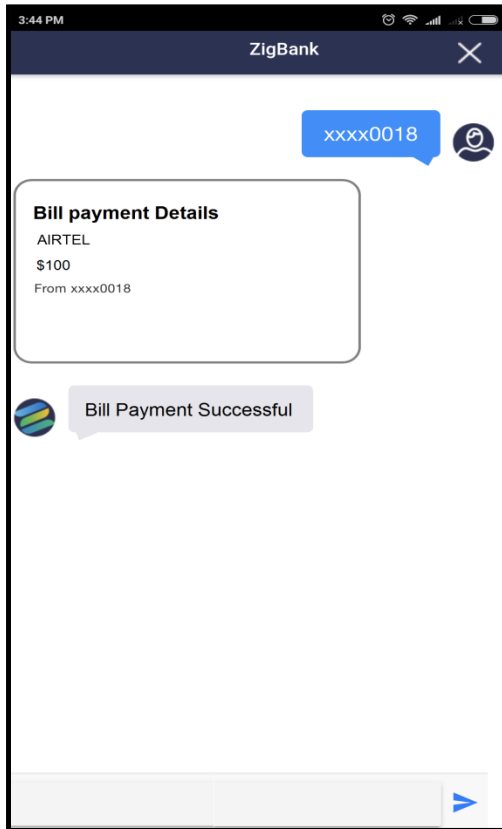 3:44 PM
ZigBank
xxxx0018
Bill payment Details
AIRTEL
$100
From xxxx0018
Bill Payment Successful